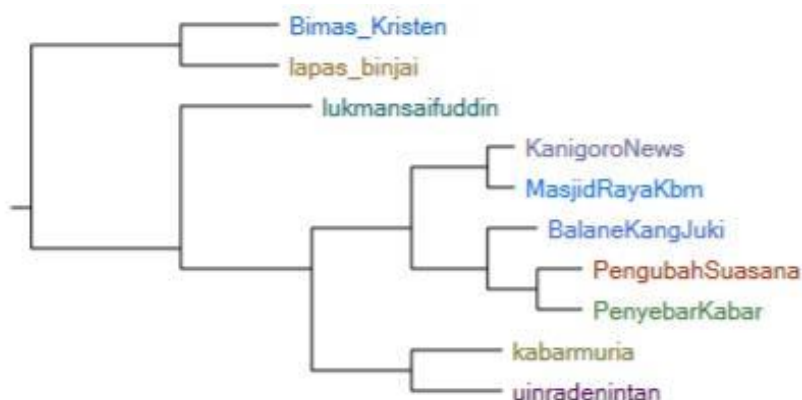 Bimas_Kristen
lapas_binjai
lukmansaifuddin
KanigoroNews
MasjidRayaKbm
BalaneKangJuki
PengubahSuasana
PenyebarKabar
kabarmuria
uinradenintan